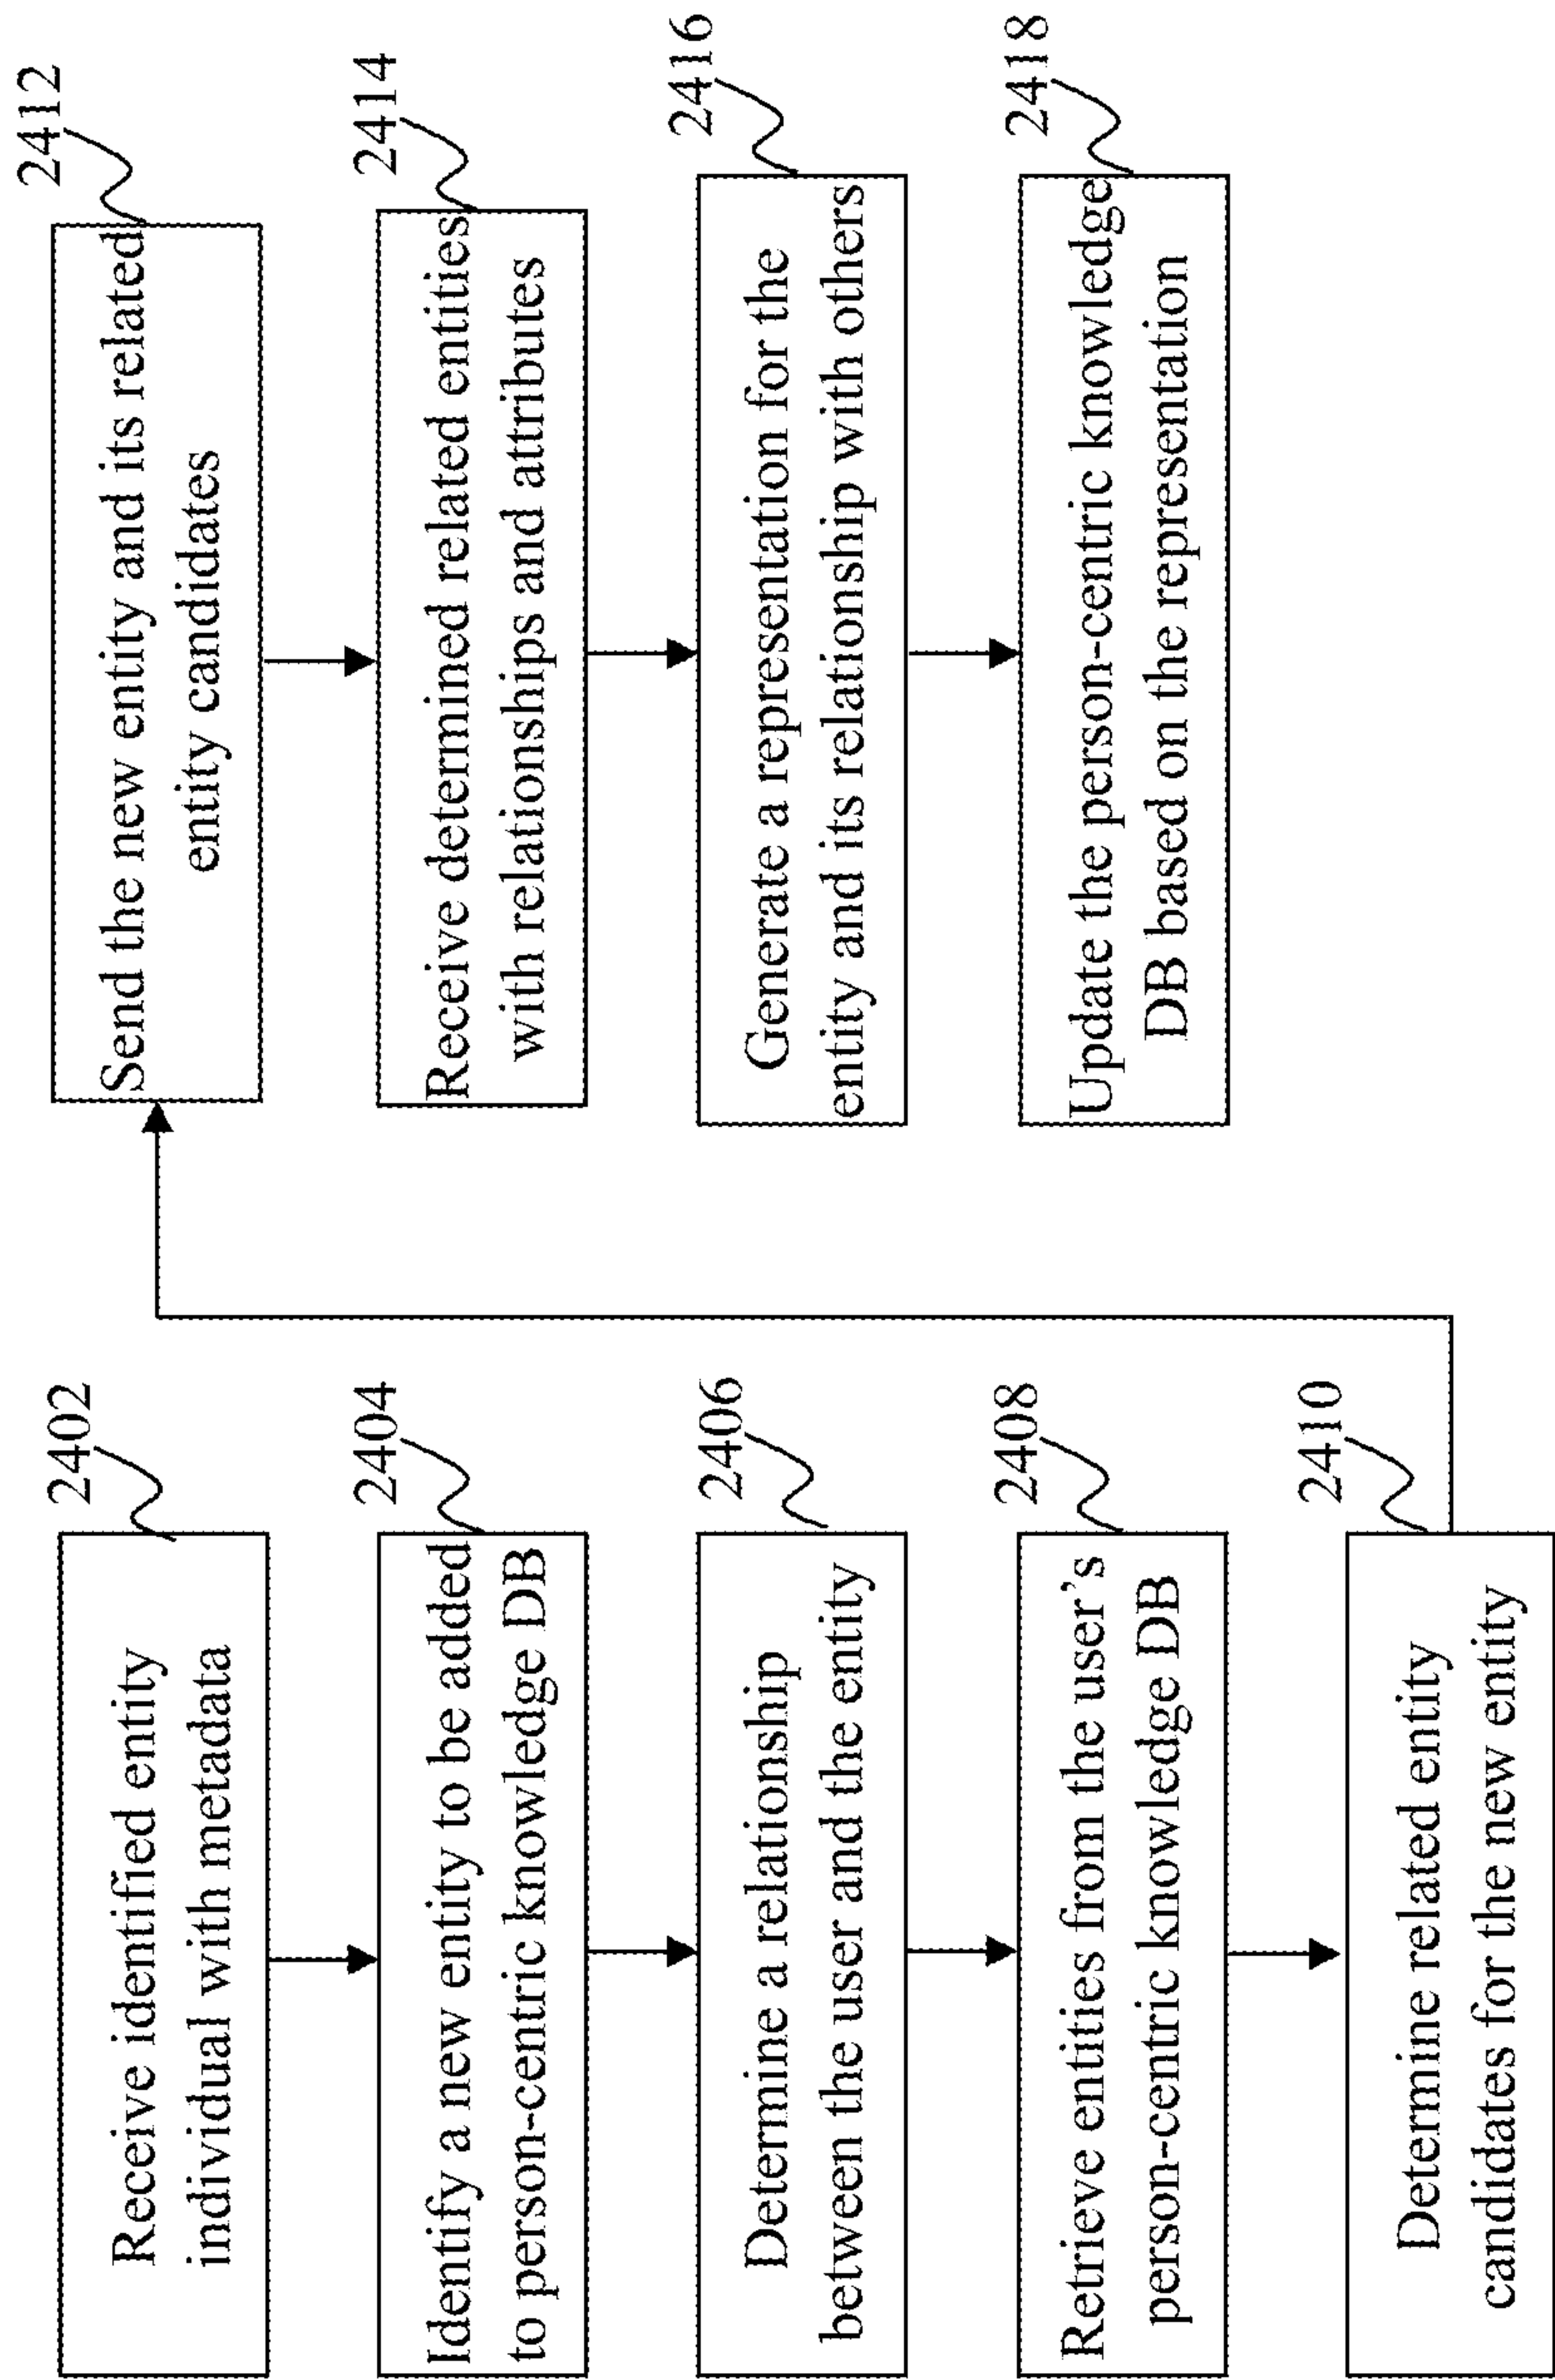 2402
Receive identified entity
individual with metadata
2404
Identify a new entity to be added
to person-centric knowledge DB
2406
Determine a relationship
between the user and the entity
2408
Retrieve entities from the user's
person-centric knowledge DB
2410
Determine related entity
candidates for the new entity
2412
Send the new entity and its related
entity candidates
2414
Receive determined related entities
with relationships and attributes
2416
Generate a representation for the
entity and its relationship with others
2418
Update the person-centric knowledge
DB based on the representation